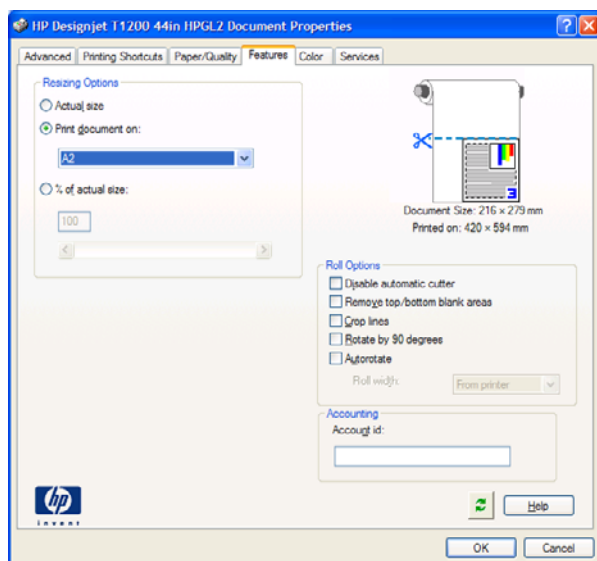 HP Designjet T1200 44in HPGL2 Document Properties
Advanced Printing Shortcuts Paper/Quality Features Color Services
Resizing Options
Actual size
Print document on:
A2
% of actual size:
100
3
Document Size: 216 × 279 mm
Printed on: 420 × 594 mm
Roll Options
Disable automatic cutter
Remove top/bottom blank areas
Crop lines
Rotate by 90 degrees
Autorotate
Roll width: From printer
Accounting
Account id:
hp
invent
Help
OK Cancel